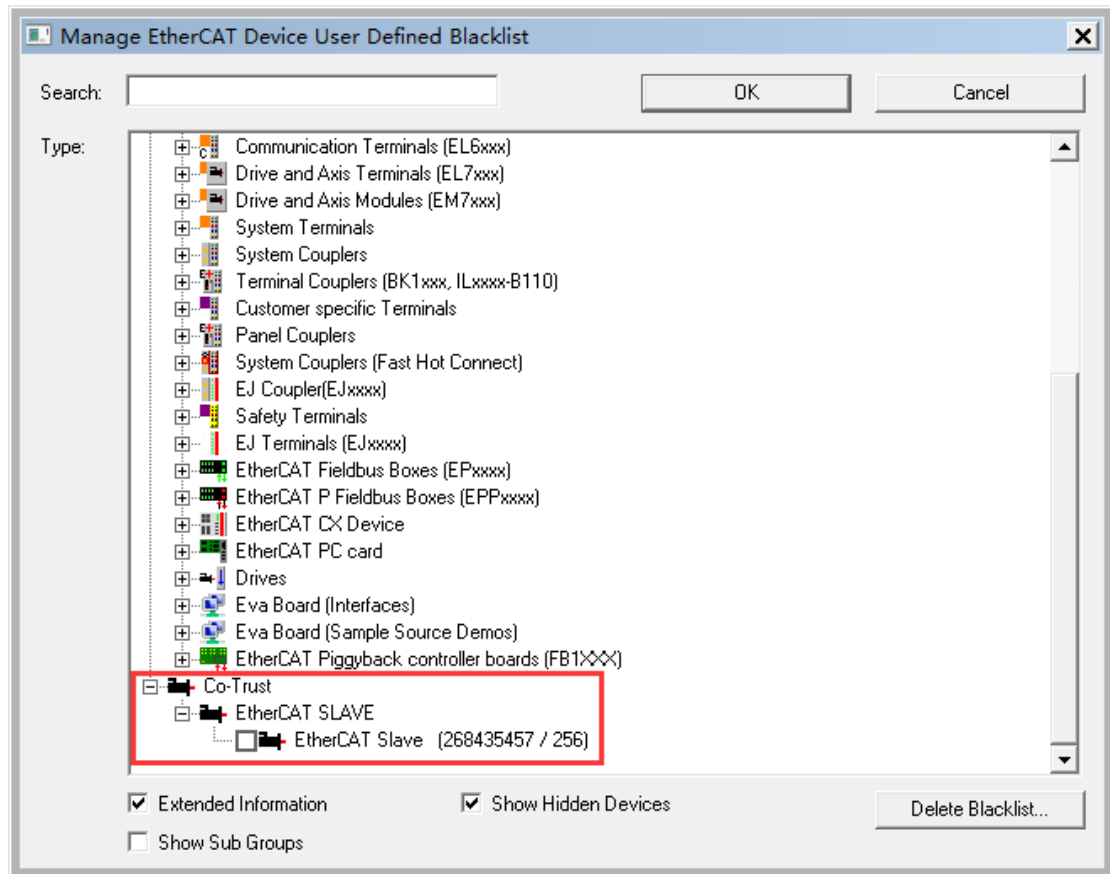 Manage EtherCAT Device User Defined Blacklist
Search:
OK
Cancel
Type:
Communication Terminals (EL6xxx)
Drive and Axis Terminals (EL7xxx)
Drive and Axis Modules (EM7xxx)
System Terminals
System Couplers
Terminal Couplers (BK1xxx, ILxxxx-B110)
Customer specific Terminals
Panel Couplers
System Couplers (Fast Hot Connect)
EJ Coupler(EJxxxx)
Safety Terminals
EJ Terminals (EJxxxx)
EtherCAT Fieldbus Boxes (EPxxxx)
EtherCAT P Fieldbus Boxes (EPPxxxx)
EtherCAT CX Device
EtherCAT PC card
Drives
Eva Board (Interfaces)
Eva Board (Sample Source Demos)
EtherCAT Piggyback controller boards (FB1XXX)
Co-Trust
EtherCAT SLAVE
EtherCAT Slave (268435457 / 256)
Extended Information
Show Hidden Devices
Delete Blacklist...
Show Sub Groups